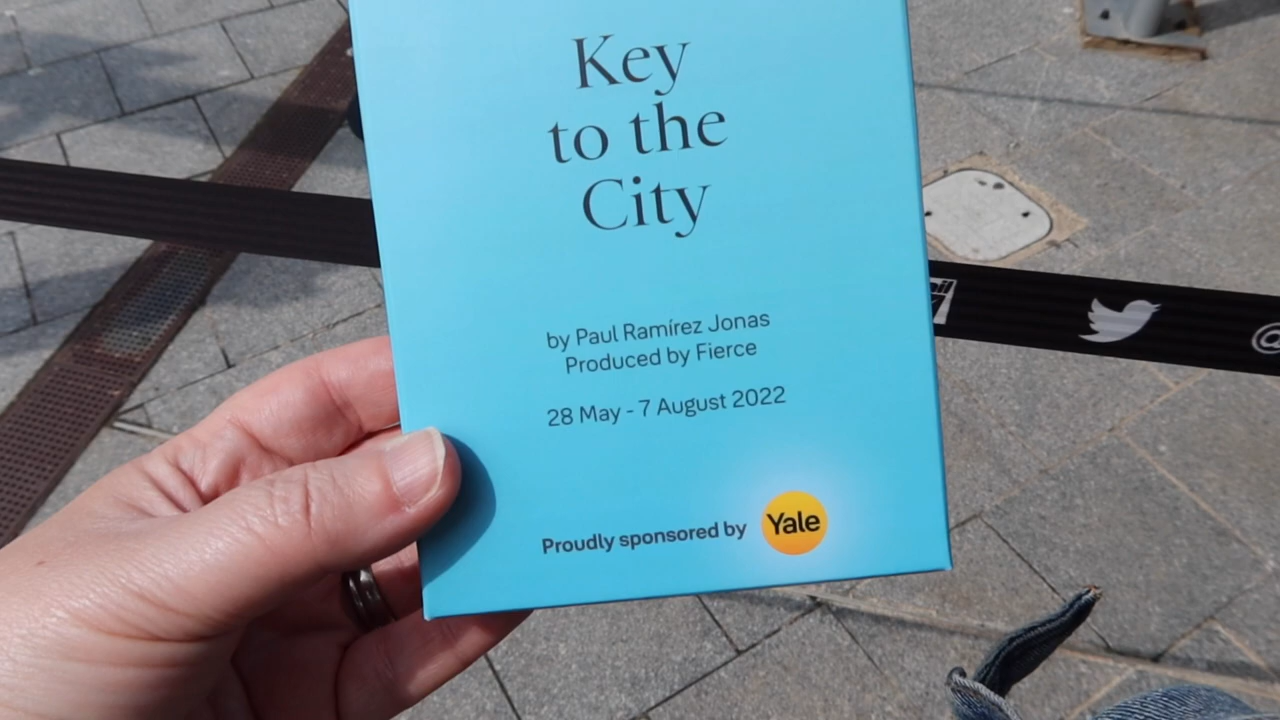 Key
to the
City
by Paul Ramírez Jonas
Produced by Fierce
28 May - 7 August 2022
Proudly sponsored by
Yale
@